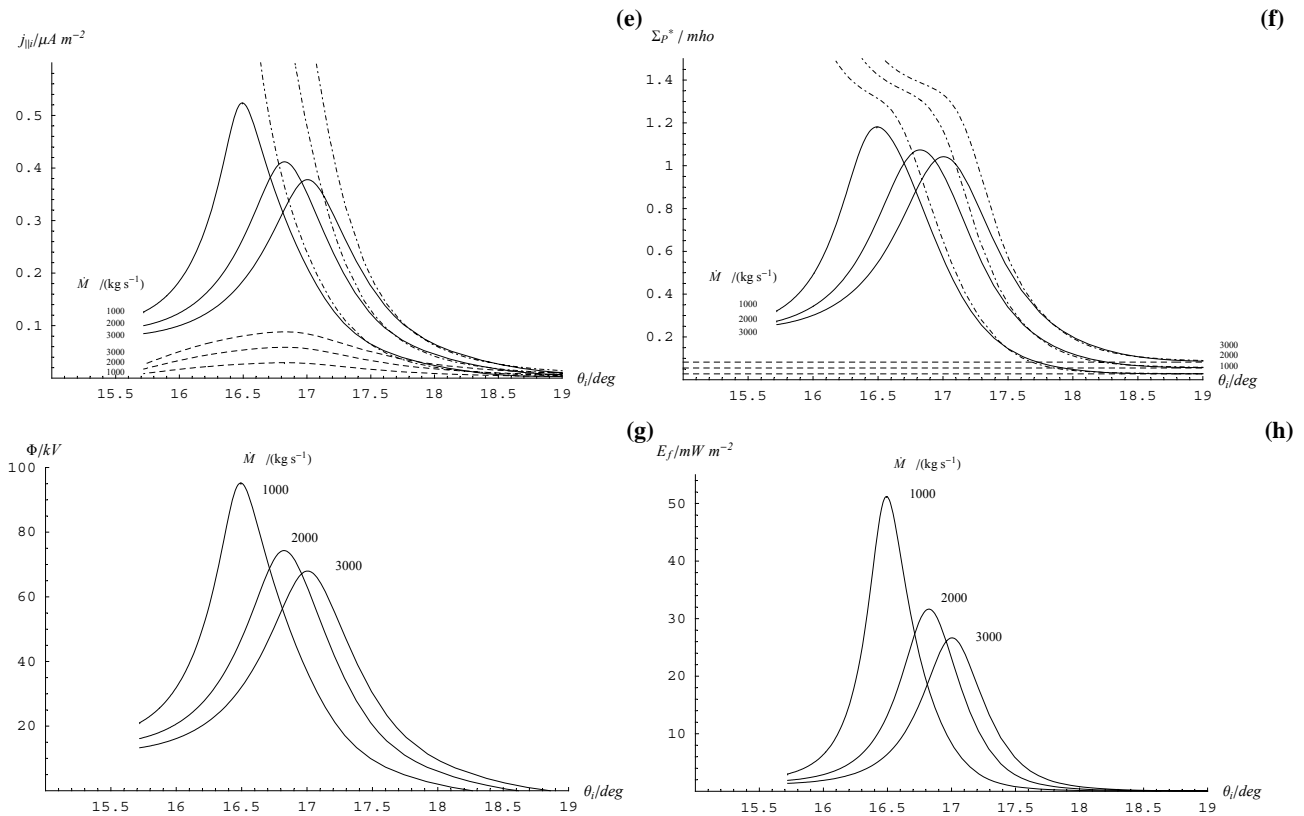 (e)
j||i/μA m⁻²
0.5
0.4
0.3
0.2
0.1
Ṁ /(kg s⁻¹)
1000
2000
3000
3000
2000
1000
15.5 16 16.5 17 17.5 18 18.5 19
θi/deg
(f)
ΣP* / mho
1.4
1.2
1
0.8
0.6
0.4
0.2
Ṁ /(kg s⁻¹)
1000
2000
3000
3000
2000
1000
15.5 16 16.5 17 17.5 18 18.5 19
θi/deg
(g)
Φ/kV
100
80
60
40
20
Ṁ /(kg s⁻¹)
1000
2000
3000
15.5 16 16.5 17 17.5 18 18.5 19
θi/deg
(h)
Ef/mW m⁻²
50
40
30
20
10
Ṁ /(kg s⁻¹)
1000
2000
3000
15.5 16 16.5 17 17.5 18 18.5 19
θi/deg